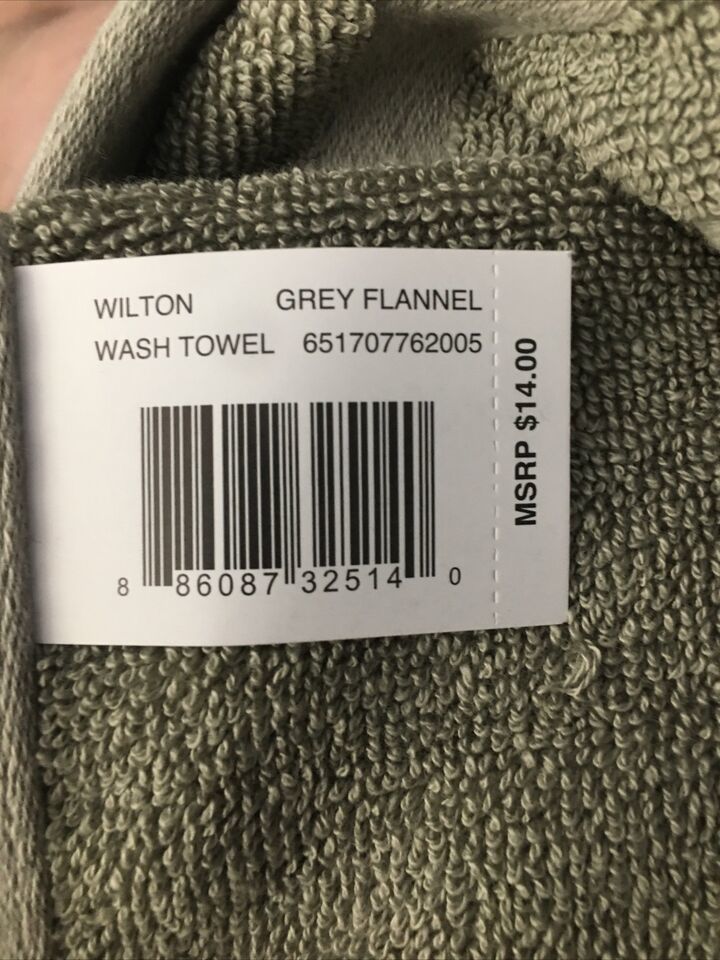 WILTON GREY FLANNEL
WASH TOWEL 651707762005
8 86087 32514 0
MSRP $14.00